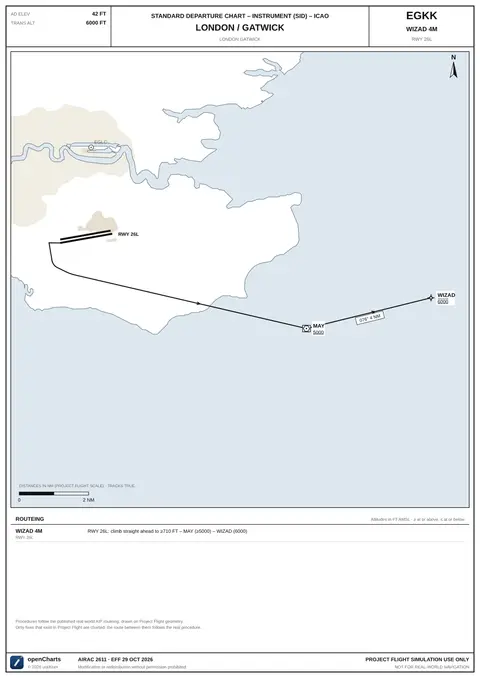 AD ELEV 42 FT
TRANS ALT 6000 FT
STANDARD DEPARTURE CHART – INSTRUMENT (SID) – ICAO
LONDON / GATWICK
LONDON GATWICK
EGKK
WIZAD 4M
RWY 26L
N
RWY 26L
WIZAD
6000
MAY
5000
076° 4 NM
DISTANCES IN NM (PROJECT FLIGHT SCALE) · TRACKS TRUE
0 2 NM
ROUTEING
Altitudes in FT AMSL · ≥ at or above, ≤ at or below
WIZAD 4M RWY 26L: climb straight ahead to ≥710 FT – MAY (≥5000) – WIZAD (6000)
RWY 26L
Procedures follow the published real-world AIP routeing, drawn on Project Flight geometry.
Only fixes that exist in Project Flight are charted; the route between them follows the real procedure.
openCharts
AIRAC 2611 · EFF 29 OCT 2026
Modification or redistribution without permission prohibited
PROJECT FLIGHT SIMULATION USE ONLY
NOT FOR REAL-WORLD NAVIGATION